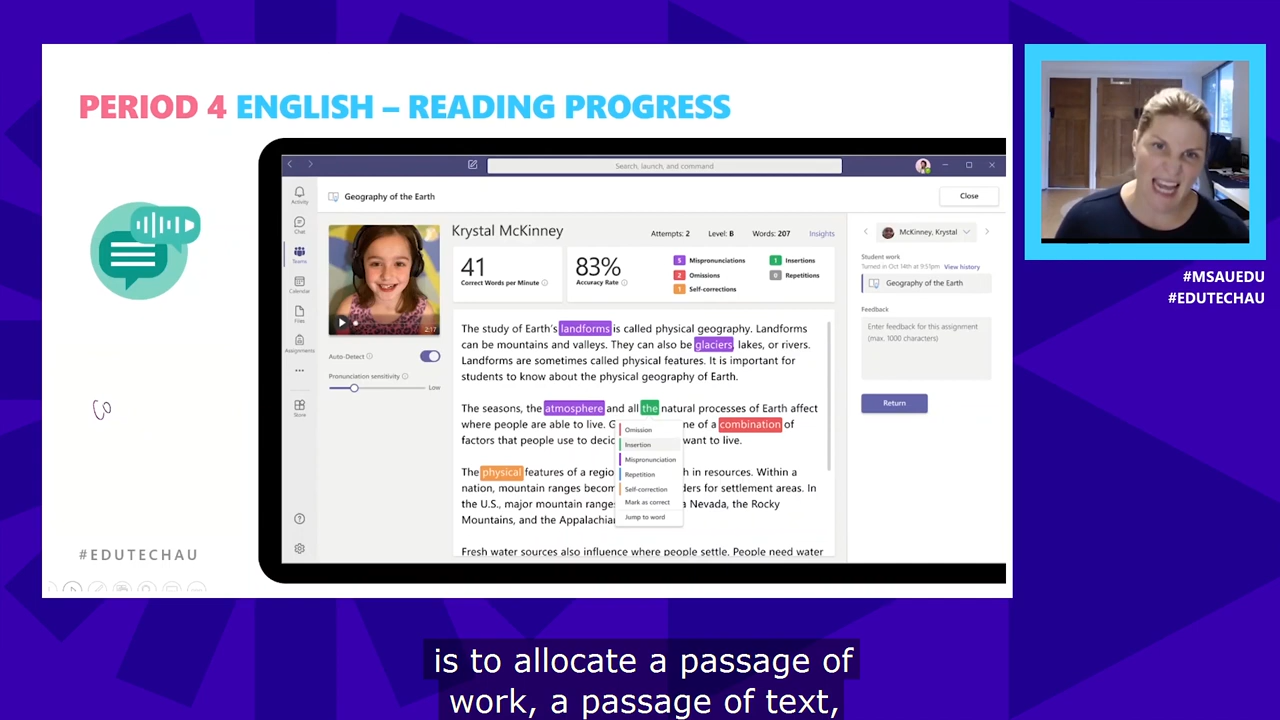 PERIOD 4 ENGLISH – READING PROGRESS
Search, launch, and command
Activity
Chat
Teams
Calendar
Files
Assignments
Store
Geography of the Earth
Close
2:17
Auto-Detect
Pronunciation sensitivity
Low
Krystal McKinney
Attempts: 2 Level: B Words: 207 Insights
41
Correct Words per Minute
83%
Accuracy Rate
5 Mispronunciations
2 Omissions
1 Self-corrections
1 Insertions
0 Repetitions
The study of Earth's landforms is called physical geography. Landforms
can be mountains and valleys. They can also be glaciers, lakes, or rivers.
Landforms are sometimes called physical features. It is important for
students to know about the physical geography of Earth.
The seasons, the atmosphere and all the natural processes of Earth affect
where people are able to live. G ne of a combination of
factors that people use to decid want to live.
The physical features of a regio h in resources. Within a
nation, mountain ranges becom ders for settlement areas. In
the U.S., major mountain range a Nevada, the Rocky
Mountains, and the Appalachia
Fresh water sources also influence where people settle. People need water
Omission
Insertion
Mispronunciation
Repetition
Self-correction
Mark as correct
Jump to word
McKinney, Krystal
Student work
Turned in Oct 14th at 9:51pm View history
Geography of the Earth
Feedback
Enter feedback for this assignment
(max, 1000 characters)
Return
#EDUTECHAU
#MSAUEDU
#EDUTECHAU
is to allocate a passage of
work, a passage of text,